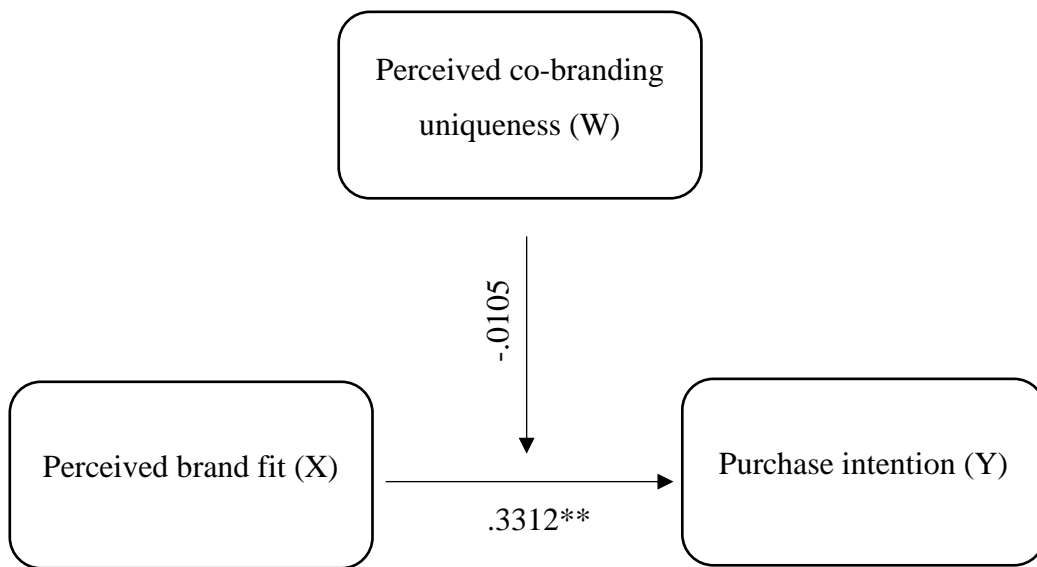 Perceived co-branding
uniqueness (W)
-.0105
Perceived brand fit (X)
Purchase intention (Y)
.3312**